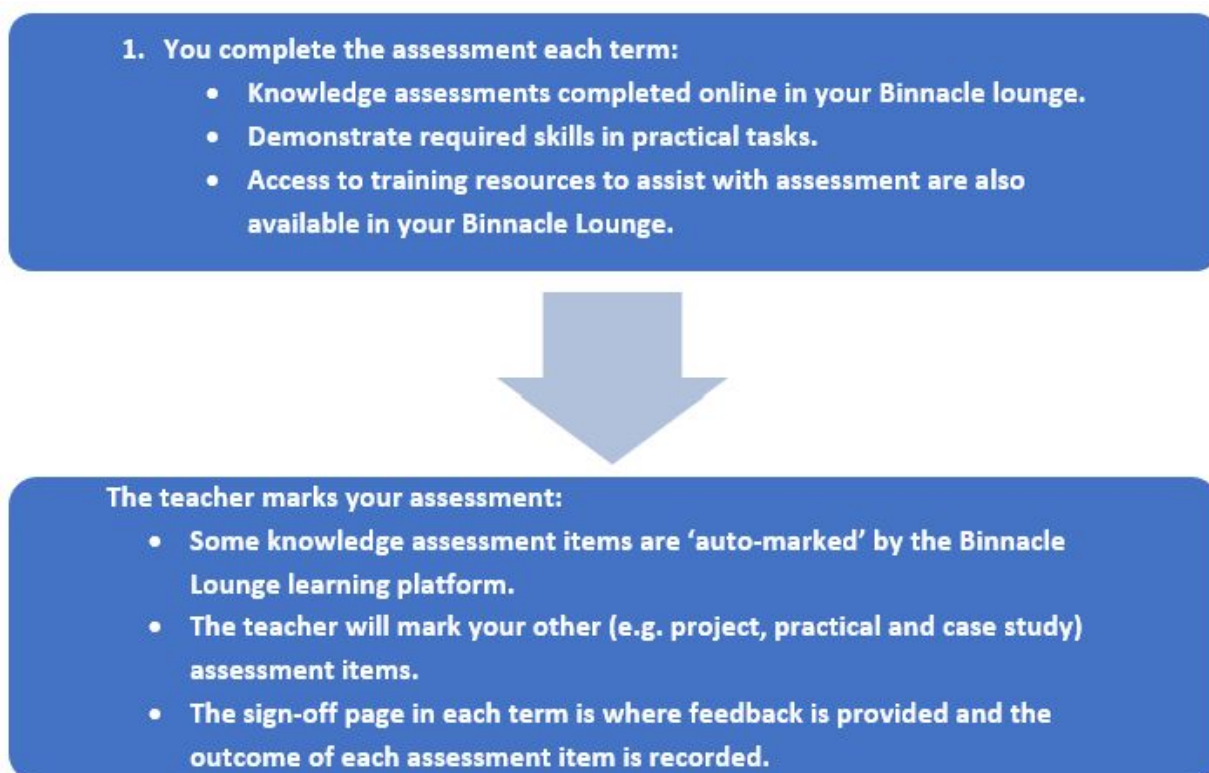 1. You complete the assessment each term:
• Knowledge assessments completed online in your Binnacle lounge.
• Demonstrate required skills in practical tasks.
• Access to training resources to assist with assessment are also
available in your Binnacle Lounge.
The teacher marks your assessment:
• Some knowledge assessment items are ‘auto-marked’ by the Binnacle
Lounge learning platform.
• The teacher will mark your other (e.g. project, practical and case study)
assessment items.
• The sign-off page in each term is where feedback is provided and the
outcome of each assessment item is recorded.